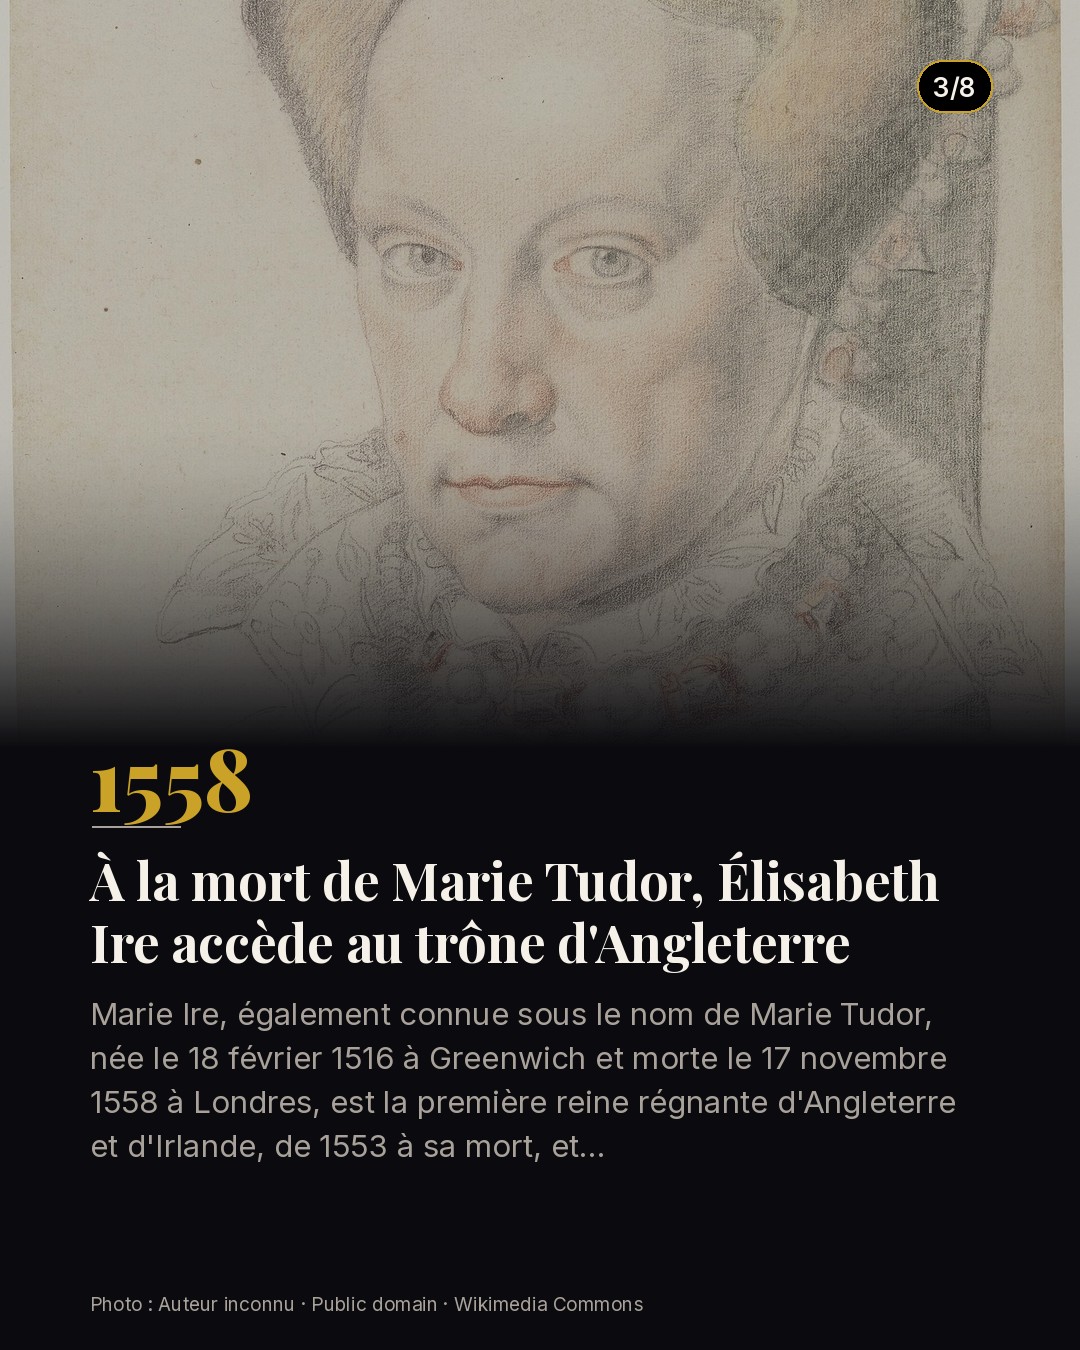 3/8
1558
À la mort de Marie Tudor, Élisabeth
Ire accède au trône d'Angleterre
Marie Ire, également connue sous le nom de Marie Tudor,
née le 18 février 1516 à Greenwich et morte le 17 novembre
1558 à Londres, est la première reine régnante d'Angleterre
et d'Irlande, de 1553 à sa mort, et...
Photo : Auteur inconnu · Public domain · Wikimedia Commons